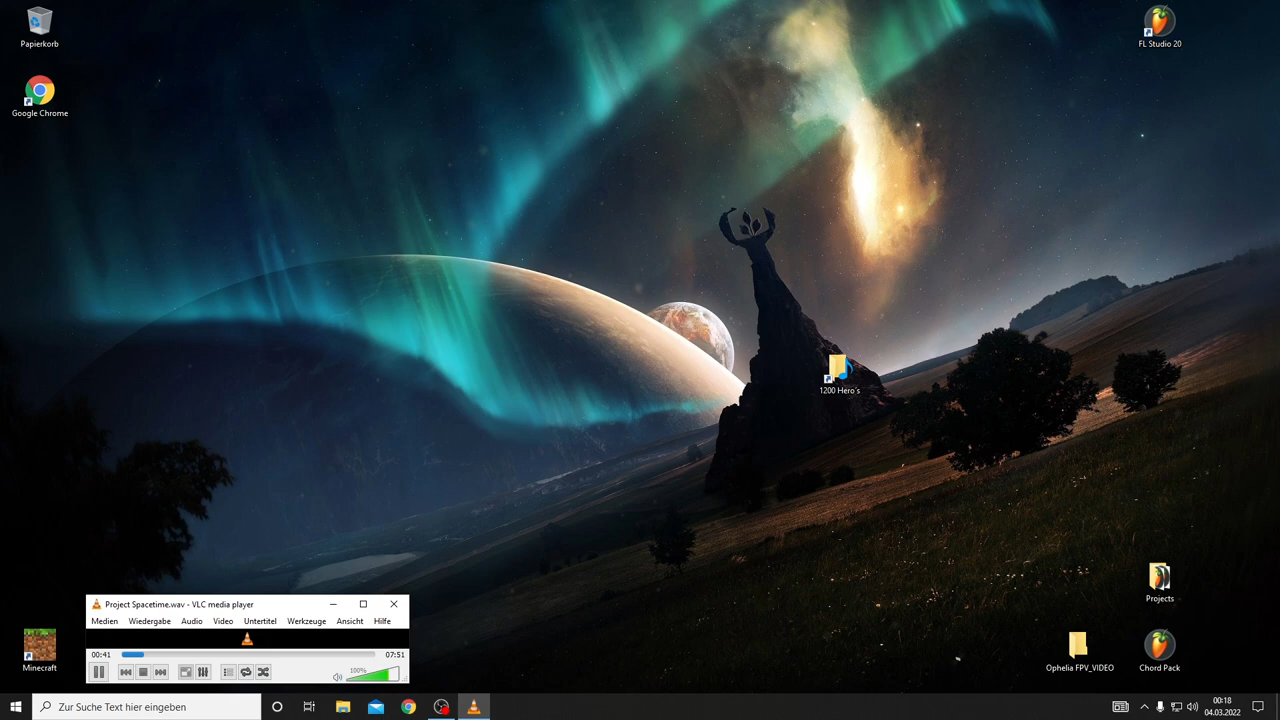 Papierkorb
Google Chrome
FL Studio 20
1200 Hero´s
Projects
Ophelia FPV_VIDEO
Chord Pack
Minecraft
Project Spacetime.wav - VLC media player
Medien Wiedergabe Audio Video Untertitel Werkzeuge Ansicht Hilfe
00:41 07:51
100%
Zur Suche Text hier eingeben
00:18
04.03.2022